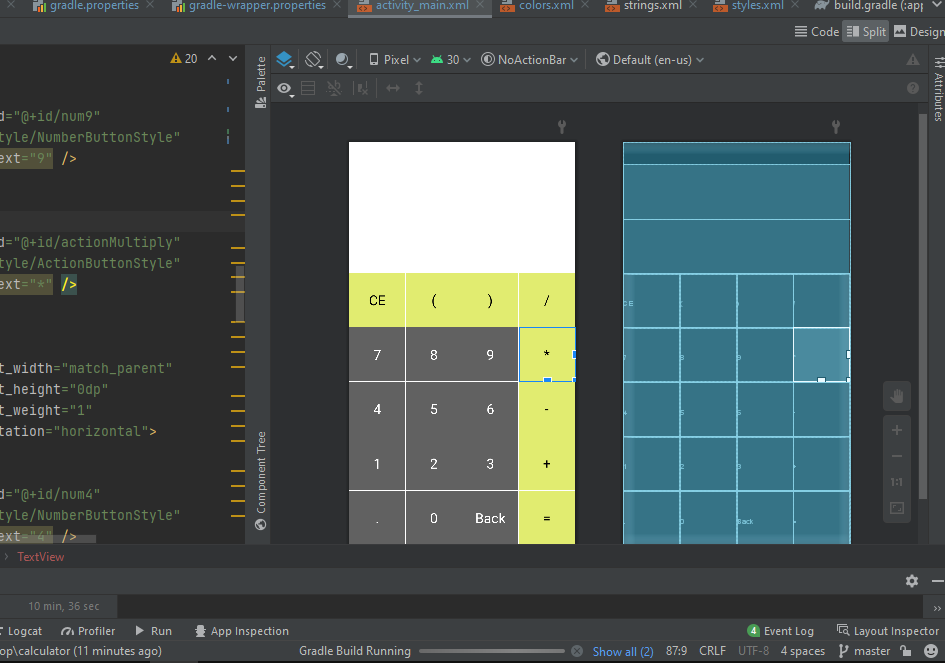 gradle.properties gradle-wrapper.properties activity_main.xml colors.xml strings.xml styles.xml build.gradle (:app
Code Split Design
20
Palette
Pixel 30 NoActionBar Default (en-us)
Attributes
d="@+id/num9"
tyle/NumberButtonStyle"
ext="9" />
d="@+id/actionMultiply"
tyle/ActionButtonStyle"
ext="*" />
t_width="match_parent"
t_height="0dp"
t_weight="1"
tation="horizontal">
d="@+id/num4"
tyle/NumberButtonStyle"
ext="4" />
Component Tree
CE ( ) /
7 8 9 *
4 5 6 -
1 2 3 +
. 0 Back =
CE
Back
1:1
› TextView
10 min, 36 sec
»
Logcat Profiler Run App Inspection 4 Event Log Layout Inspector
op\calculator (11 minutes ago) Gradle Build Running Show all (2) 87:9 CRLF UTF-8 4 spaces master